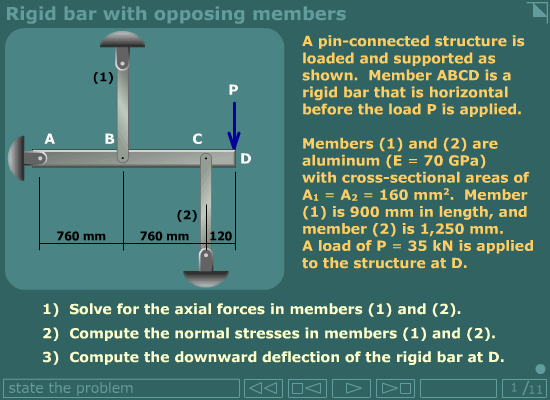 Rigid bar with opposing members
(1)
P
A
B
C
D
(2)
760 mm
760 mm
120
A pin-connected structure is
loaded and supported as
shown. Member ABCD is a
rigid bar that is horizontal
before the load P is applied.
Members (1) and (2) are
aluminum (E = 70 GPa)
with cross-sectional areas of
A₁ = A₂ = 160 mm². Member
(1) is 900 mm in length, and
member (2) is 1,250 mm.
A load of P = 35 kN is applied
to the structure at D.
1) Solve for the axial forces in members (1) and (2).
2) Compute the normal stresses in members (1) and (2).
3) Compute the downward deflection of the rigid bar at D.
state the problem
1 / 11